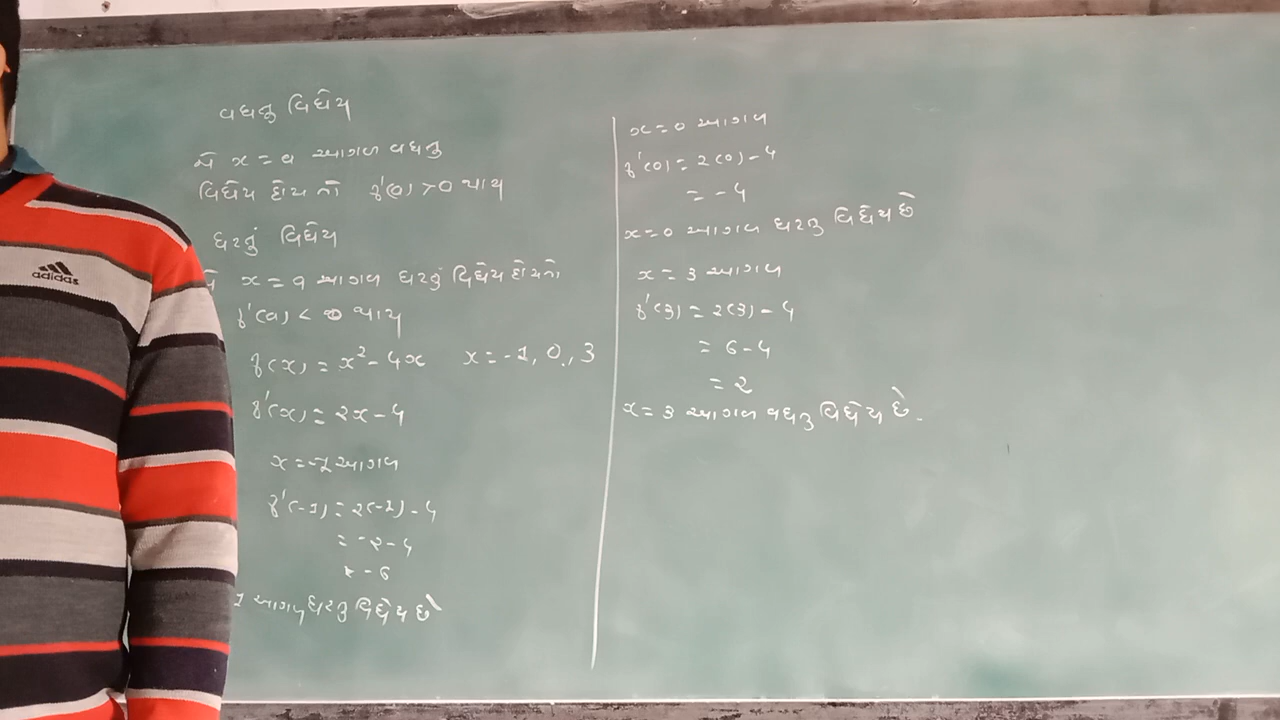 વધતુ વિધેય
જો x = a આગળ વધતુ
વિધેય હોય તો f'(a) > 0 થાય
ઘટતું વિધેય
x = a આગળ ઘટતું વિધેય હોય તો
f'(a) < 0 થાય
f(x) = x² - 4x x = -1, 0, 3
f'(x) = 2x - 4
x = -1 આગળ
f'(-1) = 2(-1) - 4
= -2 - 4
= -6
1 આગળ ઘટતુ વિધેય છે
x = 0 આગળ
f'(0) = 2(0) - 4
= -4
x = 0 આગળ ઘટતુ વિધેય છે
x = 3 આગળ
f'(3) = 2(3) - 4
= 6 - 4
= 2
x = 3 આગળ વધતુ વિધેય છે.
adidas